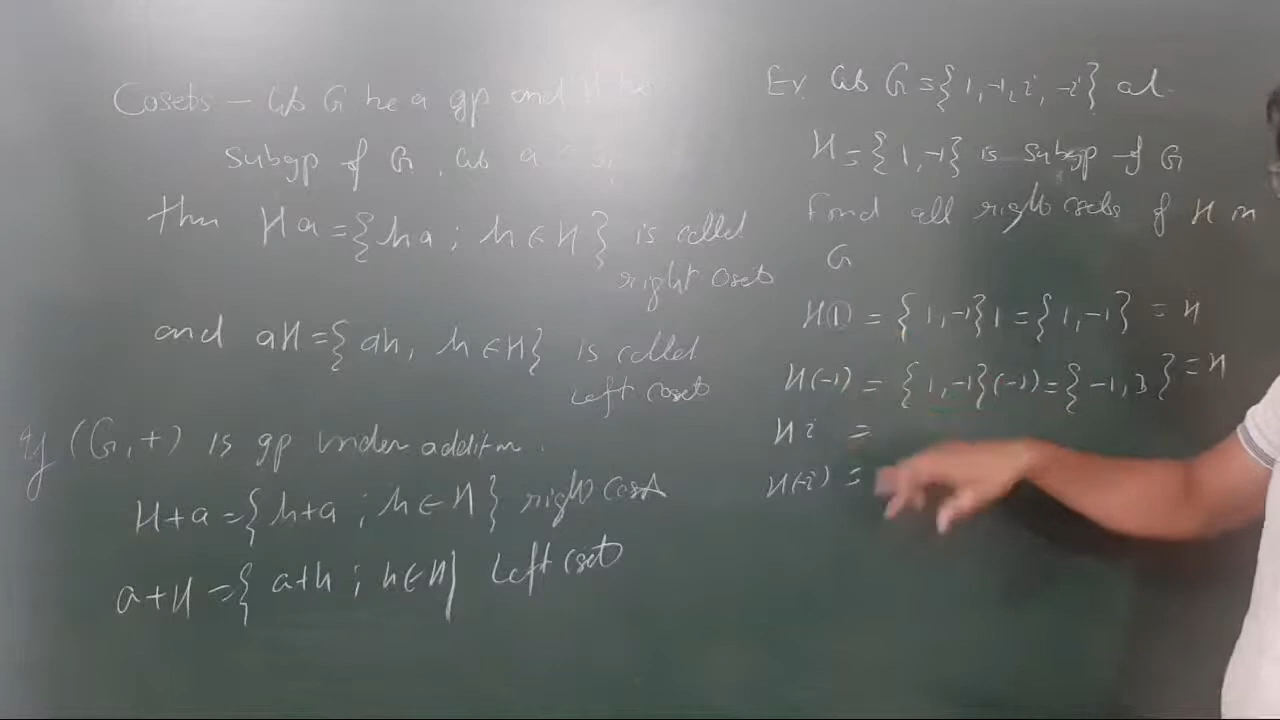 Cosets - Let G be a gp and H be
subgp of G, let a
then Ha = {ha ; h ∈ H} is called
right coset
and aH = {ah, h ∈ H} is called
left coset
If (G, +) is gp under addition.
H+a = {h+a ; h ∈ H} right coset
a+H = {a+h ; h ∈ H} left coset
Ex. Let G = {1, -1, i, -i} at
H = {1, -1} is subgp of G
Find all right cosets of H in
G
H(1) = {1, -1}1 = {1, -1} = H
H(-1) = {1, -1}(-1) = {-1, 1} = H
Hi =
H(-i) =